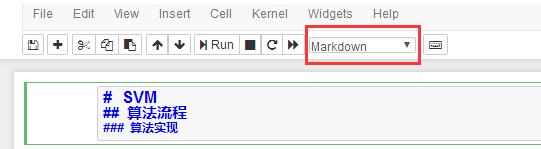 File Edit View Insert Cell Kernel Widgets Help
Run Markdown
# SVM
## 算法流程
### 算法实现